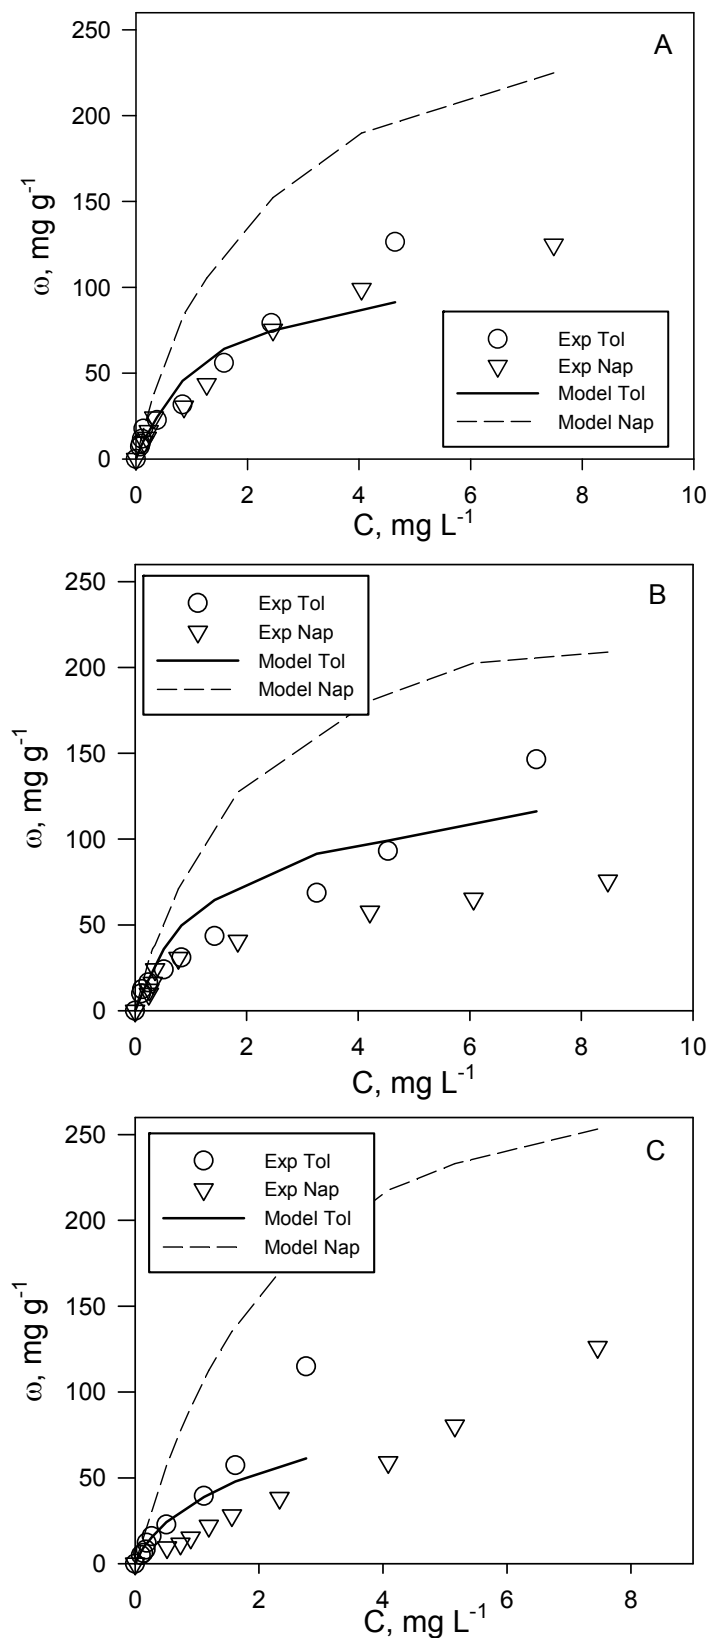 A
250
200
150
100
50
0
ω, mg g-1
Exp Tol
Exp Nap
Model Tol
Model Nap
0 2 4 6 8 10
C, mg L-1
B
250
200
150
100
50
0
ω, mg g-1
Exp Tol
Exp Nap
Model Tol
Model Nap
0 2 4 6 8 10
C, mg L-1
C
250
200
150
100
50
0
ω, mg g-1
Exp Tol
Exp Nap
Model Tol
Model Nap
0 2 4 6 8
C, mg L-1